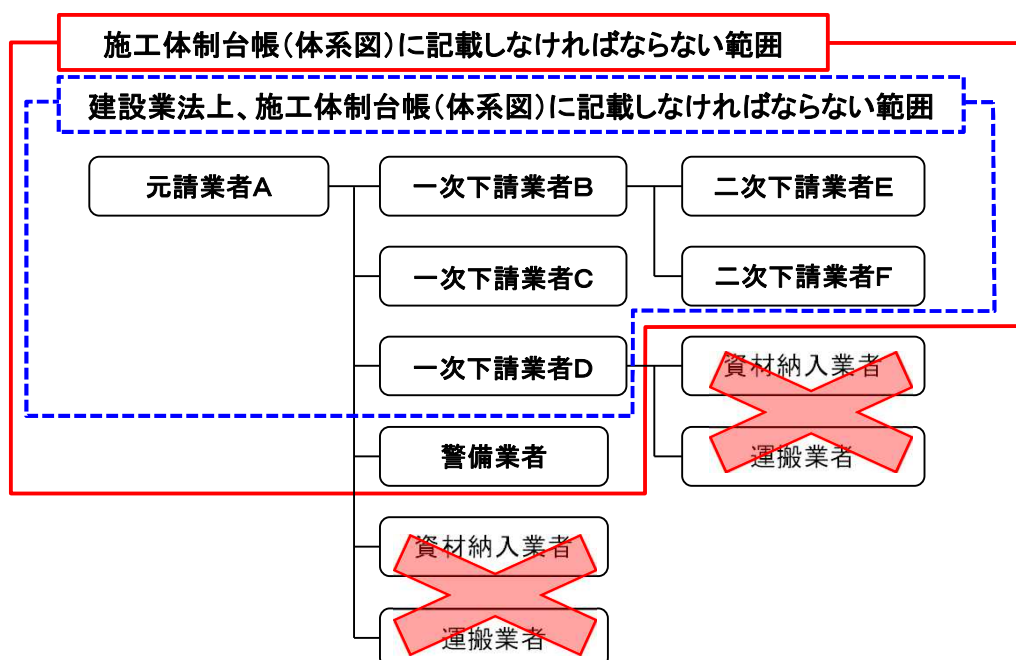 施工体制台帳(体系図)に記載しなければならない範囲
建設業法上、施工体制台帳(体系図)に記載しなければならない範囲
元請業者A
一次下請業者B
二次下請業者E
一次下請業者C
二次下請業者F
一次下請業者D
資材納入業者
警備業者
運搬業者
資材納入業者
運搬業者